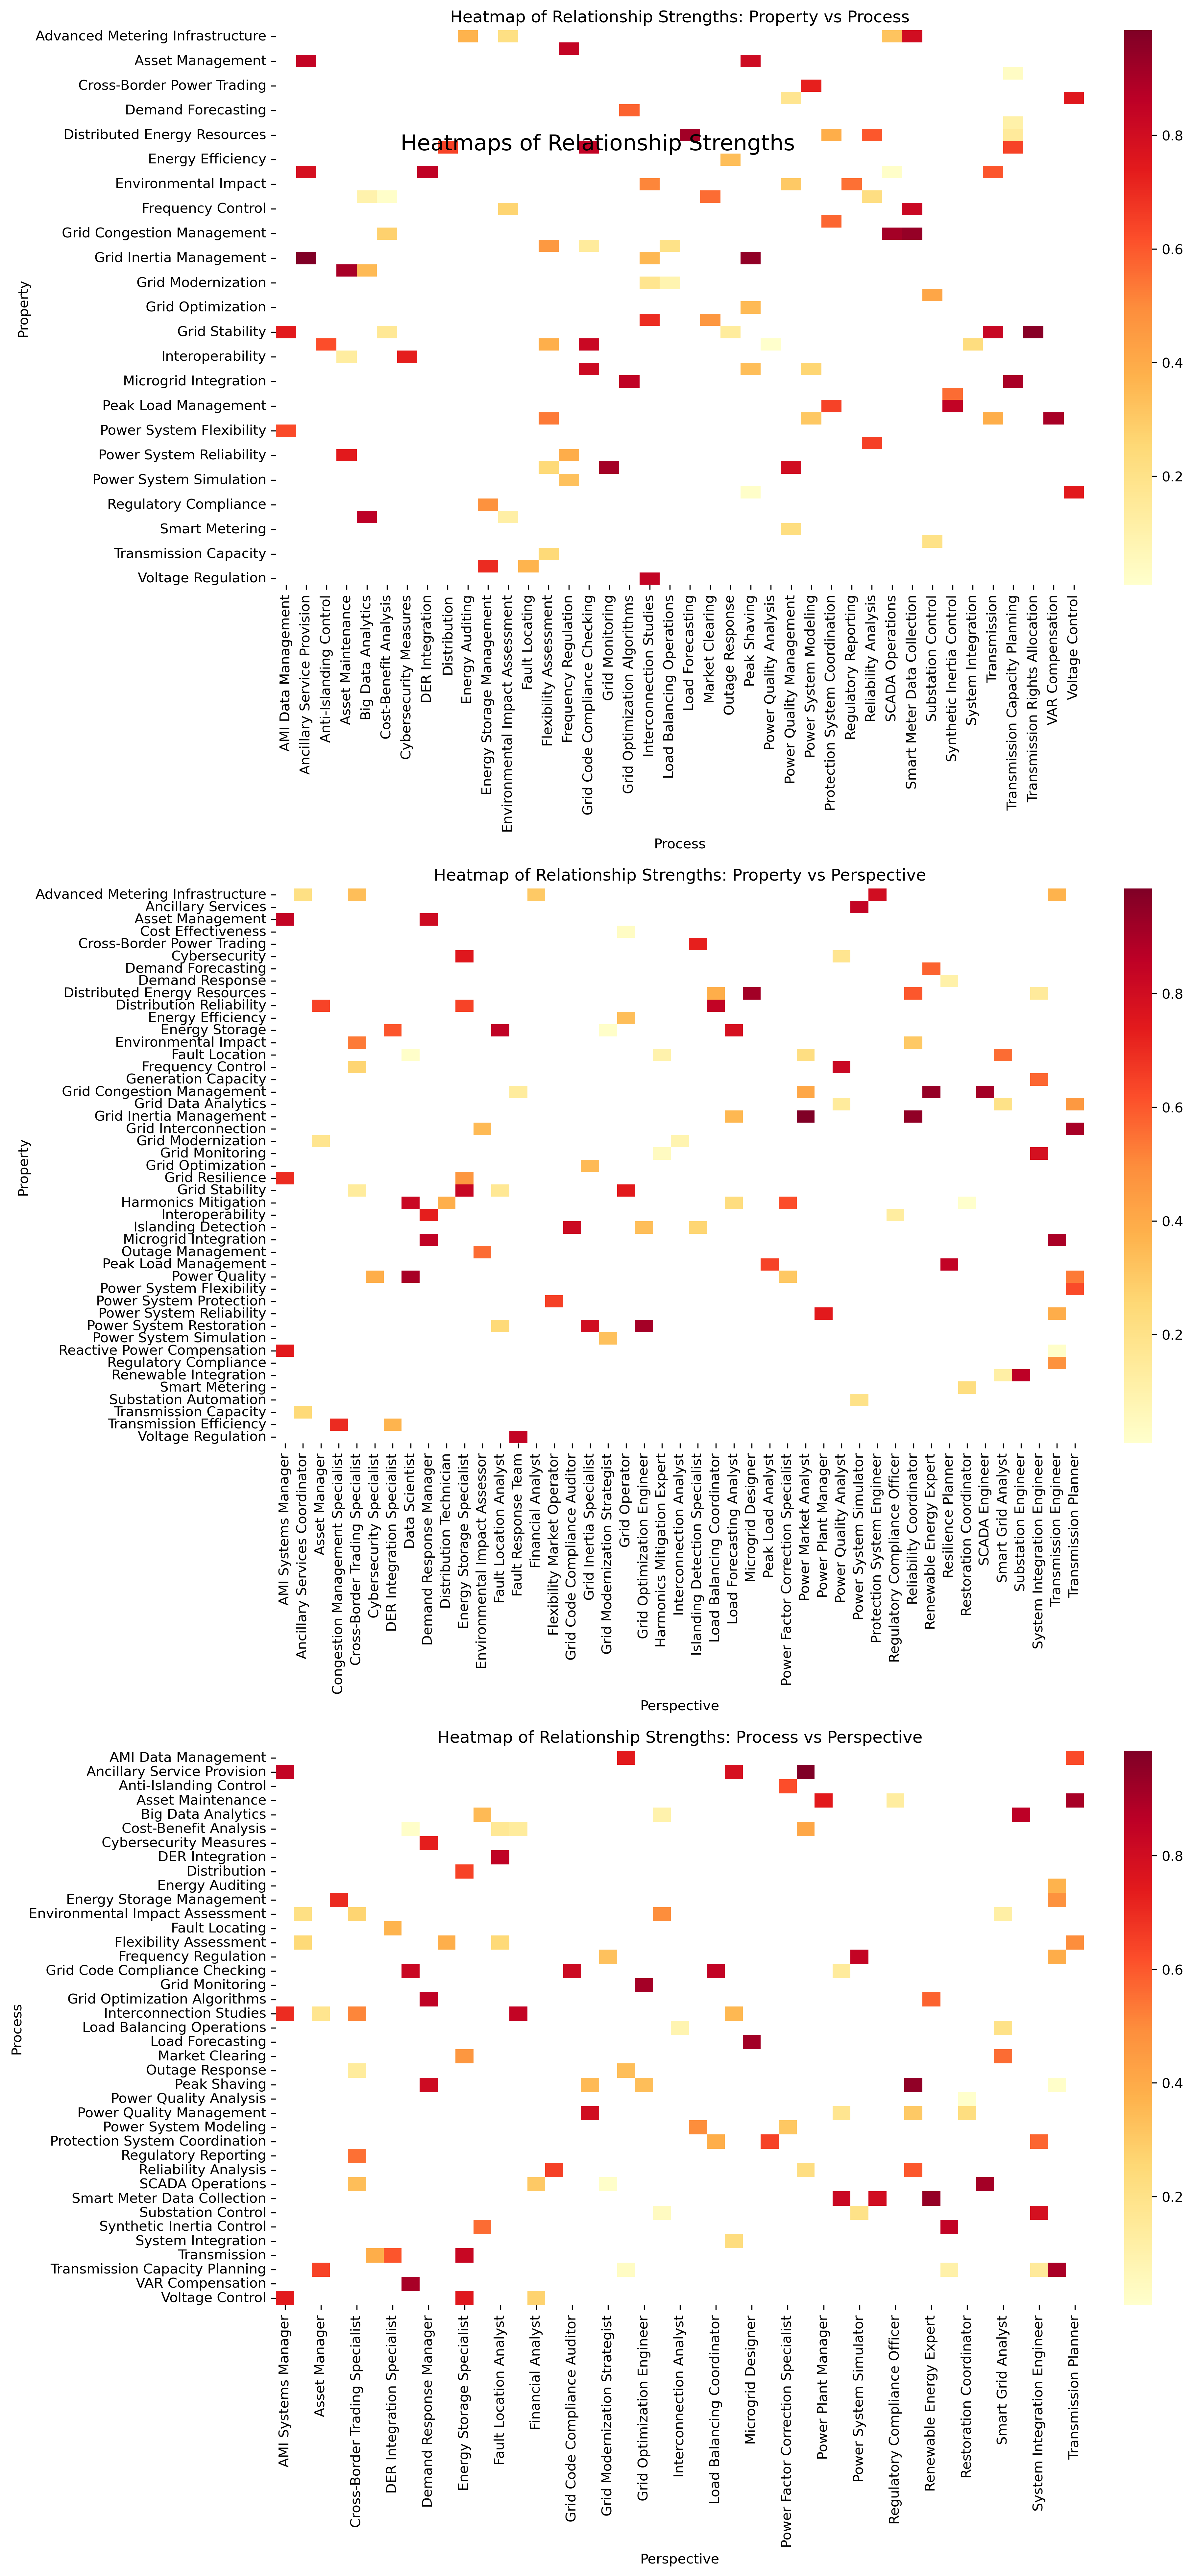 Heatmap of Relationship Strengths: Property vs Process
Advanced Metering Infrastructure
Asset Management
Cross-Border Power Trading
Demand Forecasting
Distributed Energy Resources
Heatmaps of Relationship Strengths
Energy Efficiency
Environmental Impact
Frequency Control
Grid Congestion Management
Grid Inertia Management
Grid Modernization
Grid Optimization
Grid Stability
Interoperability
Microgrid Integration
Peak Load Management
Power System Flexibility
Power System Reliability
Power System Simulation
Regulatory Compliance
Smart Metering
Transmission Capacity
Voltage Regulation
Property
0.8
0.6
0.4
0.2
AMI Data Management
Ancillary Service Provision
Anti-Islanding Control
Asset Maintenance
Big Data Analytics
Cost-Benefit Analysis
Cybersecurity Measures
DER Integration
Distribution
Energy Auditing
Energy Storage Management
Environmental Impact Assessment
Fault Locating
Flexibility Assessment
Frequency Regulation
Grid Code Compliance Checking
Grid Monitoring
Grid Optimization Algorithms
Interconnection Studies
Load Balancing Operations
Load Forecasting
Market Clearing
Outage Response
Peak Shaving
Power Quality Analysis
Power Quality Management
Power System Modeling
Protection System Coordination
Regulatory Reporting
Reliability Analysis
SCADA Operations
Smart Meter Data Collection
Substation Control
Synthetic Inertia Control
System Integration
Transmission
Transmission Capacity Planning
Transmission Rights Allocation
VAR Compensation
Voltage Control
Process
Heatmap of Relationship Strengths: Property vs Perspective
Advanced Metering Infrastructure
Ancillary Services
Asset Management
Cost Effectiveness
Cross-Border Power Trading
Cybersecurity
Demand Forecasting
Demand Response
Distributed Energy Resources
Distribution Reliability
Energy Efficiency
Energy Storage
Environmental Impact
Fault Location
Frequency Control
Generation Capacity
Grid Congestion Management
Grid Data Analytics
Grid Inertia Management
Grid Interconnection
Grid Modernization
Grid Monitoring
Grid Optimization
Grid Resilience
Grid Stability
Harmonics Mitigation
Interoperability
Islanding Detection
Microgrid Integration
Outage Management
Peak Load Management
Power Quality
Power System Flexibility
Power System Protection
Power System Reliability
Power System Restoration
Power System Simulation
Reactive Power Compensation
Regulatory Compliance
Renewable Integration
Smart Metering
Substation Automation
Transmission Capacity
Transmission Efficiency
Voltage Regulation
Property
0.8
0.6
0.4
0.2
AMI Systems Manager
Ancillary Services Coordinator
Asset Manager
Congestion Management Specialist
Cross-Border Trading Specialist
Cybersecurity Specialist
DER Integration Specialist
Data Scientist
Demand Response Manager
Distribution Technician
Energy Storage Specialist
Environmental Impact Assessor
Fault Location Analyst
Fault Response Team
Financial Analyst
Flexibility Market Operator
Grid Code Compliance Auditor
Grid Inertia Specialist
Grid Modernization Strategist
Grid Operator
Grid Optimization Engineer
Harmonics Mitigation Expert
Interconnection Analyst
Islanding Detection Specialist
Load Balancing Coordinator
Load Forecasting Analyst
Microgrid Designer
Peak Load Analyst
Power Factor Correction Specialist
Power Market Analyst
Power Plant Manager
Power Quality Analyst
Power System Simulator
Protection System Engineer
Regulatory Compliance Officer
Reliability Coordinator
Renewable Energy Expert
Resilience Planner
Restoration Coordinator
SCADA Engineer
Smart Grid Analyst
Substation Engineer
System Integration Engineer
Transmission Engineer
Transmission Planner
Perspective
Heatmap of Relationship Strengths: Process vs Perspective
AMI Data Management
Ancillary Service Provision
Anti-Islanding Control
Asset Maintenance
Big Data Analytics
Cost-Benefit Analysis
Cybersecurity Measures
DER Integration
Distribution
Energy Auditing
Energy Storage Management
Environmental Impact Assessment
Fault Locating
Flexibility Assessment
Frequency Regulation
Grid Code Compliance Checking
Grid Monitoring
Grid Optimization Algorithms
Interconnection Studies
Load Balancing Operations
Load Forecasting
Market Clearing
Outage Response
Peak Shaving
Power Quality Analysis
Power Quality Management
Power System Modeling
Protection System Coordination
Regulatory Reporting
Reliability Analysis
SCADA Operations
Smart Meter Data Collection
Substation Control
Synthetic Inertia Control
System Integration
Transmission
Transmission Capacity Planning
VAR Compensation
Voltage Control
Process
0.8
0.6
0.4
0.2
AMI Systems Manager
Asset Manager
Cross-Border Trading Specialist
DER Integration Specialist
Demand Response Manager
Energy Storage Specialist
Fault Location Analyst
Financial Analyst
Grid Code Compliance Auditor
Grid Modernization Strategist
Grid Optimization Engineer
Interconnection Analyst
Load Balancing Coordinator
Microgrid Designer
Power Factor Correction Specialist
Power Plant Manager
Power System Simulator
Regulatory Compliance Officer
Renewable Energy Expert
Restoration Coordinator
Smart Grid Analyst
System Integration Engineer
Transmission Planner
Perspective